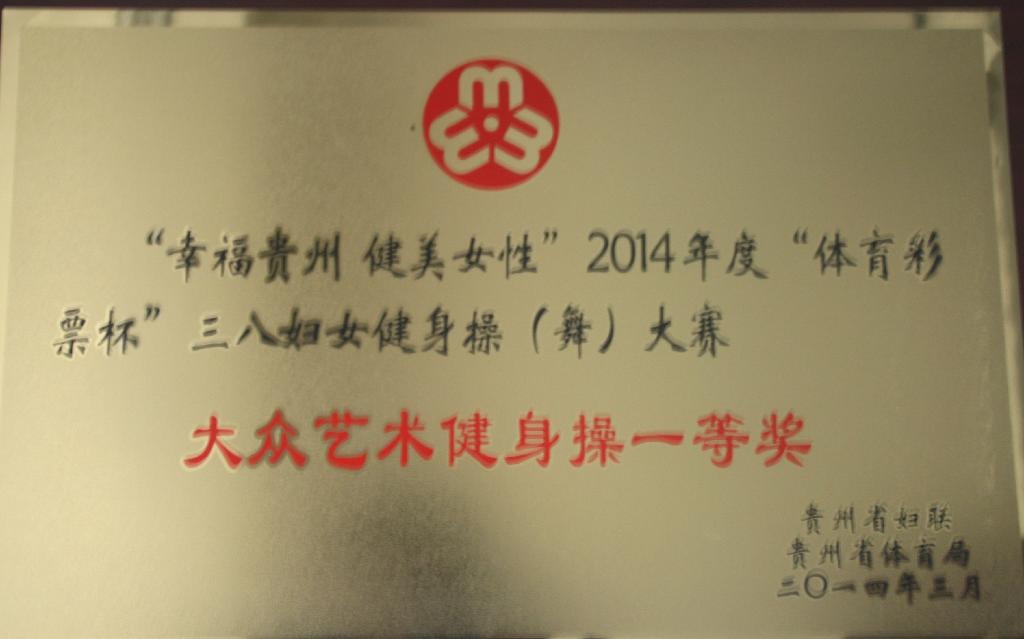 “幸福贵州 健美女性”2014年度“体育彩
票杯”三八妇女健身操（舞）大赛
大众艺术健身操一等奖
贵州省妇联
贵州省体育局
二〇一四年三月